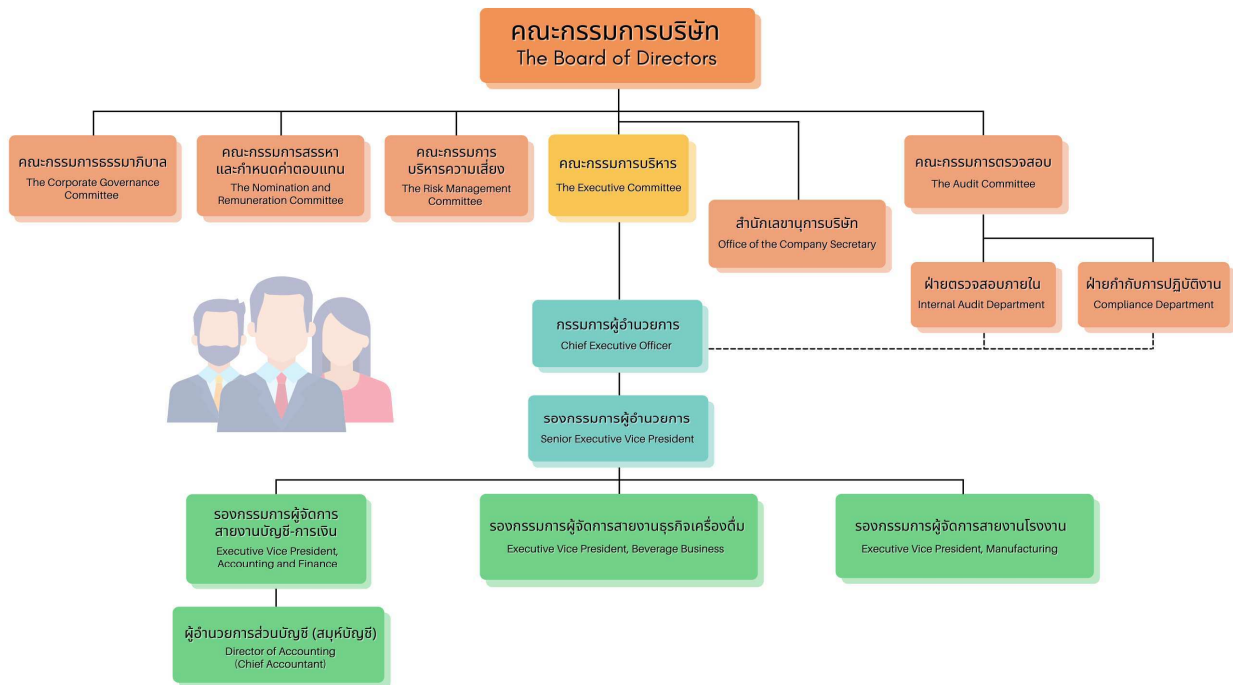 คณะกรรมการบริษัท
The Board of Directors
คณะกรรมการธรรมาภิบาล
The Corporate Governance
Committee
คณะกรรมการสรรหา
และกำหนดค่าตอบแทน
The Nomination and
Remuneration Committee
คณะกรรมการ
บริหารความเสี่ยง
The Risk Management
Committee
คณะกรรมการบริหาร
The Executive Committee
คณะกรรมการตรวจสอบ
The Audit Committee
สำนักเลขานุการบริษัท
Office of the Company Secretary
ฝ่ายตรวจสอบภายใน
Internal Audit Department
ฝ่ายกำกับการปฏิบัติงาน
Compliance Department
กรรมการผู้อำนวยการ
Chief Executive Officer
รองกรรมการผู้อำนวยการ
Senior Executive Vice President
รองกรรมการผู้จัดการ
สายงานบัญชี-การเงิน
Executive Vice President,
Accounting and Finance
รองกรรมการผู้จัดการสายงานธุรกิจเครื่องดื่ม
Executive Vice President, Beverage Business
รองกรรมการผู้จัดการสายงานโรงงาน
Executive Vice President, Manufacturing
ผู้อำนวยการส่วนบัญชี (สมุห์บัญชี)
Director of Accounting
(Chief Accountant)